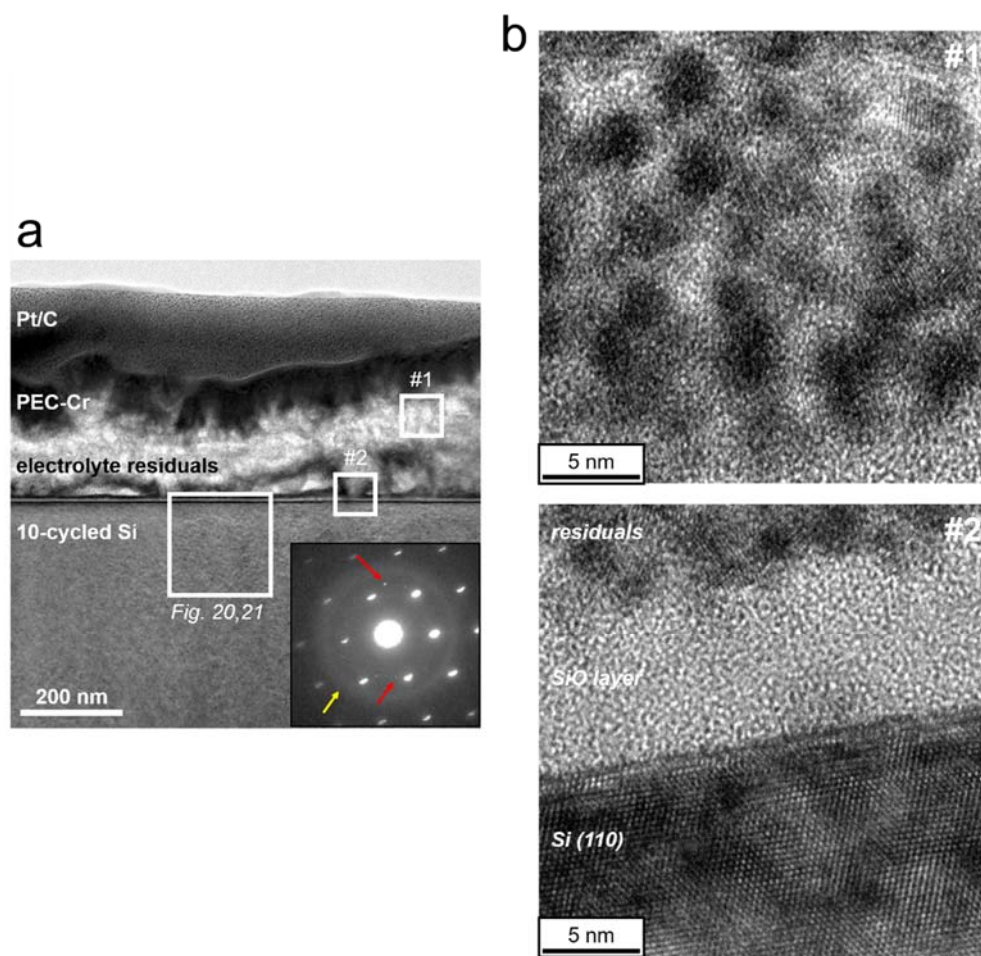 a
Pt/C
#1
PEC-Cr
electrolyte residuals
#2
10-cycled Si
Fig. 20,21
200 nm
b
#1
5 nm
residuals
#2
SiO layer
Si (110)
5 nm